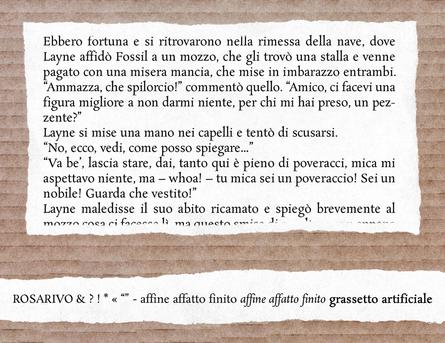 Ebbero fortuna e si ritrovarono nella rimessa della nave, dove
Layne affidò Fossil a un mozzo, che gli trovò una stalla e venne
pagato con una misera mancia, che mise in imbarazzo entrambi.
“Ammazza, che spilorcio!” commentò quello. “Amico, ci facevi una
figura migliore a non darmi niente, per chi mi hai preso, un pez-
zente?”
Layne si mise una mano nei capelli e tentò di scusarsi.
“No, ecco, vedi, come posso spiegare...”
“Va be’, lascia stare, dai, tanto qui è pieno di poveracci, mica mi
aspettavo niente, ma – whoa! – tu mica sei un poveraccio! Sei un
nobile! Guarda che vestito!”
Layne maledisse il suo abito ricamato e spiegò brevemente al
mozzo cosa ci facesse lì, ma questo
ROSARIVO & ? ! * « “” - affine affatto finito affine affatto finito grassetto artificiale